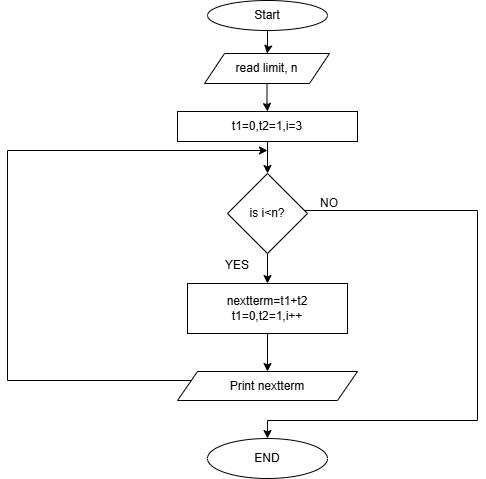 Start
read limit, n
t1=0,t2=1,i=3
is i<n?
NO
YES
nextterm=t1+t2
t1=0,t2=1,i++
Print nextterm
END